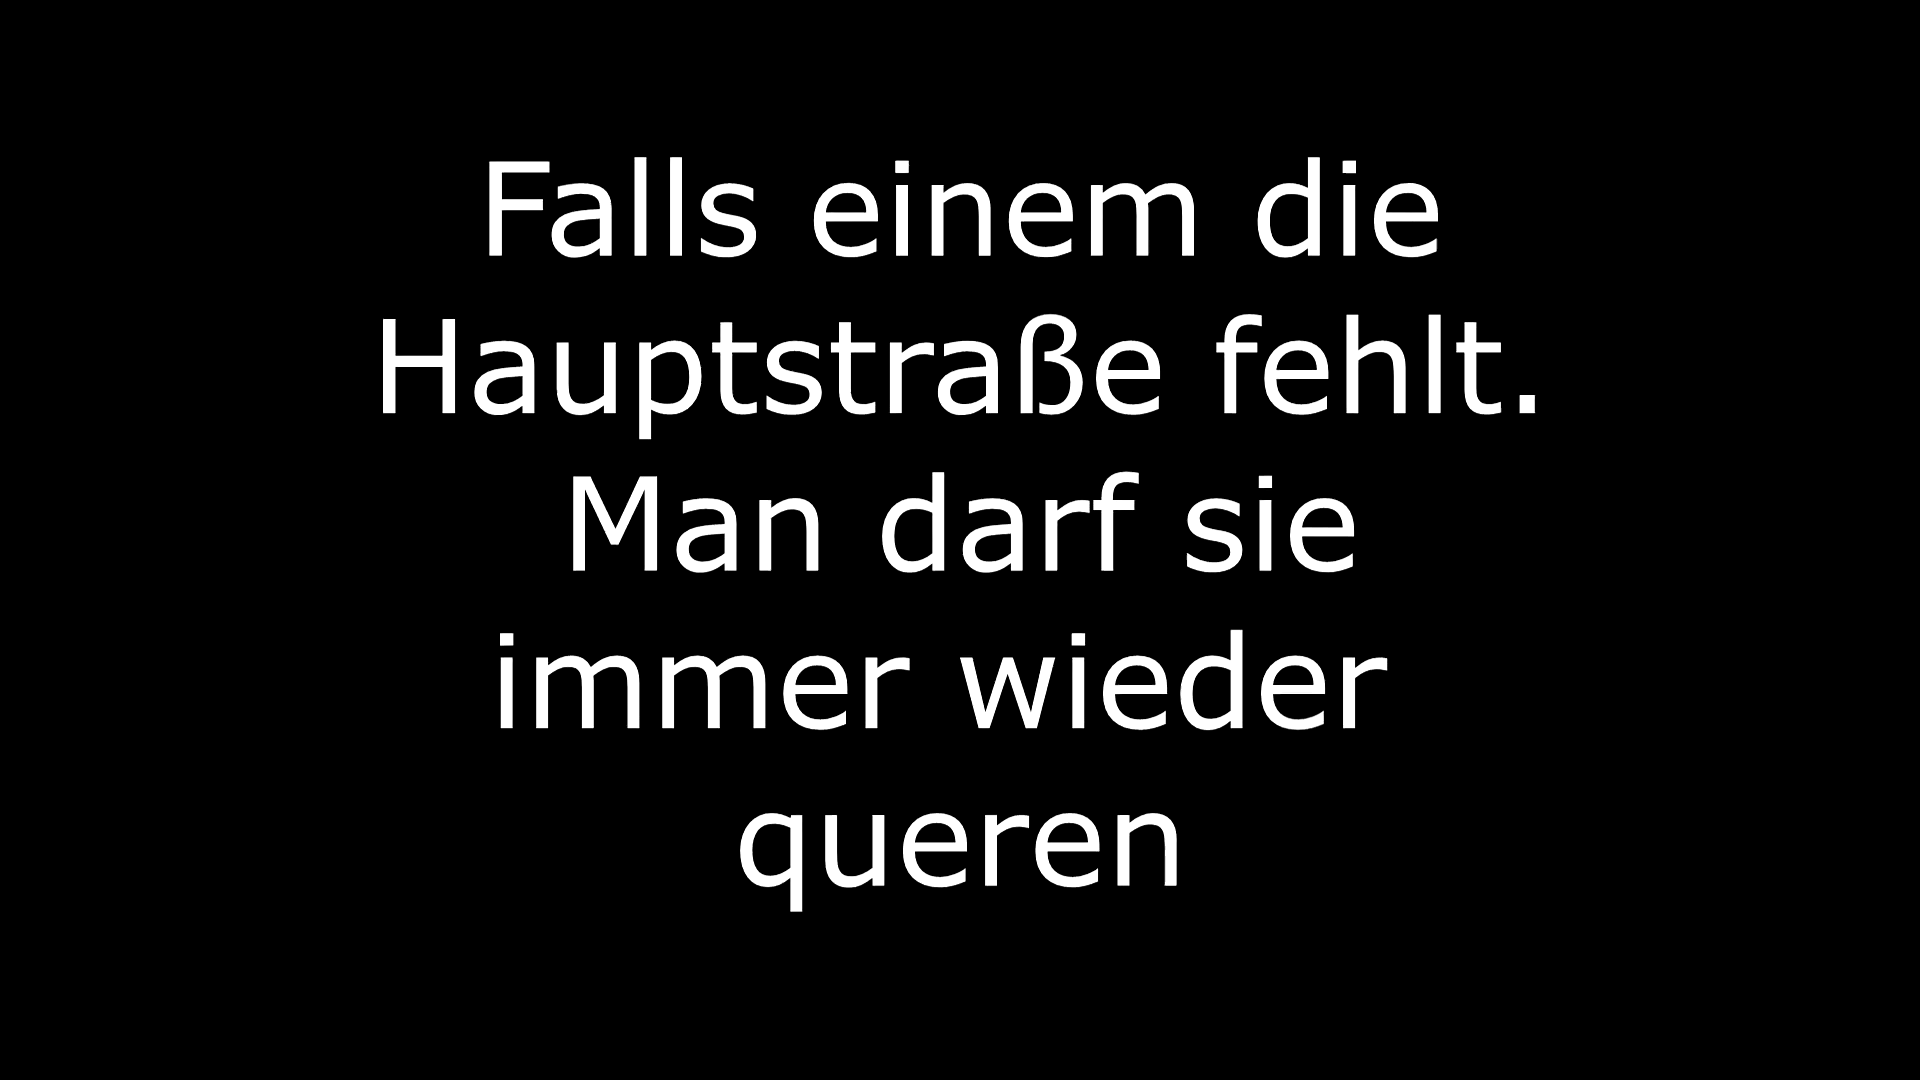 Falls einem die
Hauptstraße fehlt.
Man darf sie
immer wieder
queren